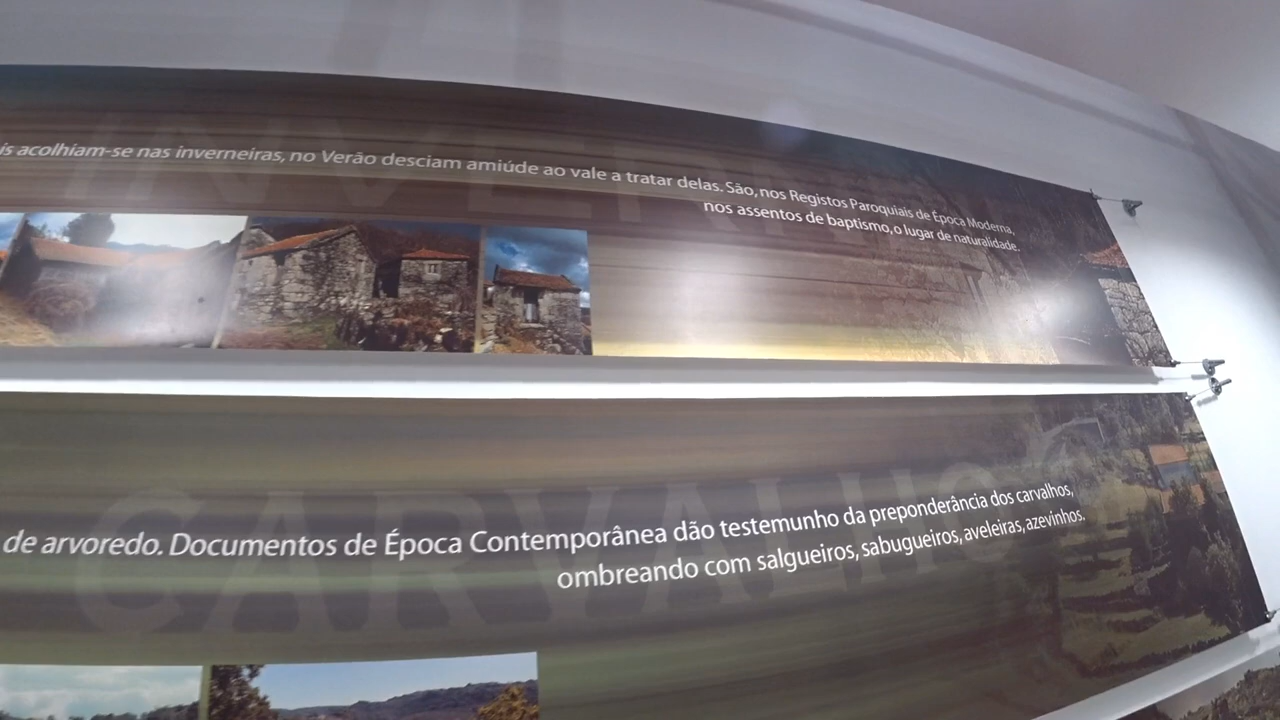 is acolhiam-se nas inverneiras, no Verão desciam amiúde ao vale a tratar delas. São, nos Registos Paroquiais de Época Moderna,
nos assentos de baptismo, o lugar de naturalidade.
CARVALHO
de arvoredo. Documentos de Época Contemporânea dão testemunho da preponderância dos carvalhos,
ombreando com salgueiros, sabugueiros, aveleiras, azevinhos.